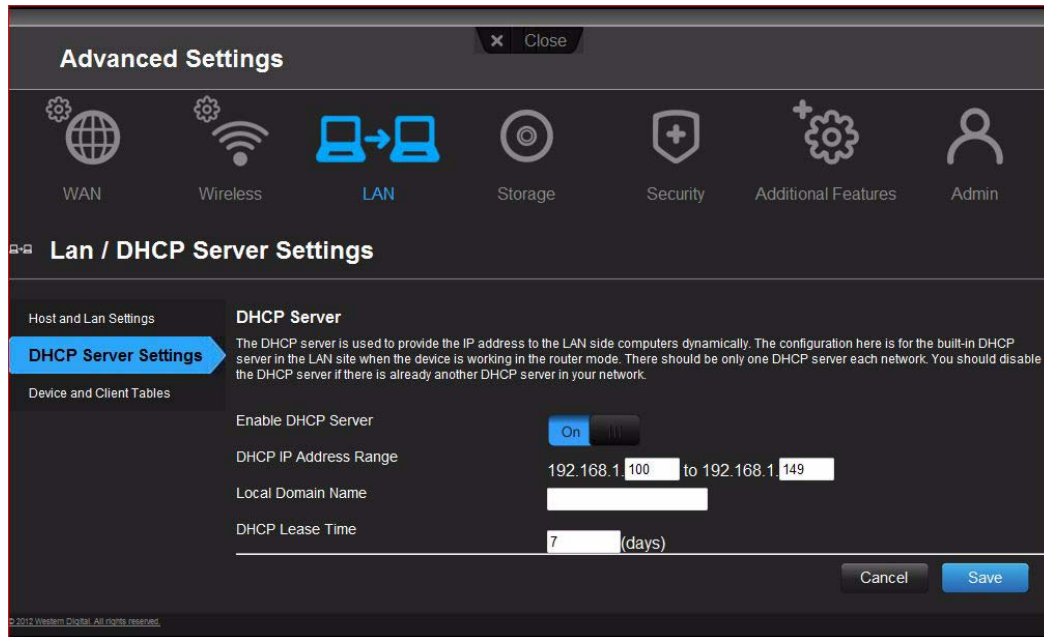 × Close
Advanced Settings
WAN
Wireless
LAN
Storage
Security
Additional Features
Admin
Lan / DHCP Server Settings
Host and Lan Settings
DHCP Server Settings
Device and Client Tables
DHCP Server
The DHCP server is used to provide the IP address to the LAN side computers dynamically. The configuration here is for the built-in DHCP
server in the LAN site when the device is working in the router mode. There should be only one DHCP server each network. You should disable
the DHCP server if there is already another DHCP server in your network.
Enable DHCP Server
On
DHCP IP Address Range
192.168.1. 100 to 192.168.1. 149
Local Domain Name
DHCP Lease Time
7 (days)
Cancel
Save
© 2012 Western Digital. All rights reserved.